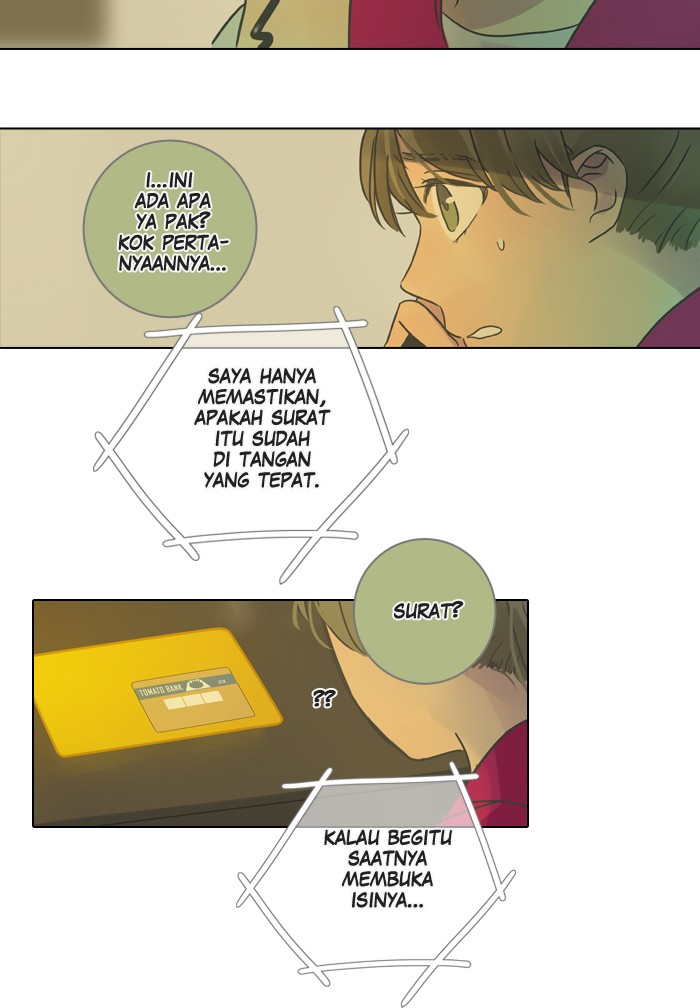 I...INI
ADA APA
YA PAK?
KOK PERTA-
NYAANNYA...
SAYA HANYA
MEMASTIKAN,
APAKAH SURAT
ITU SUDAH
DI TANGAN
YANG TEPAT.
SURAT?
TOMATO BANK
??
KALAU BEGITU
SAATNYA
MEMBUKA
ISINYA...